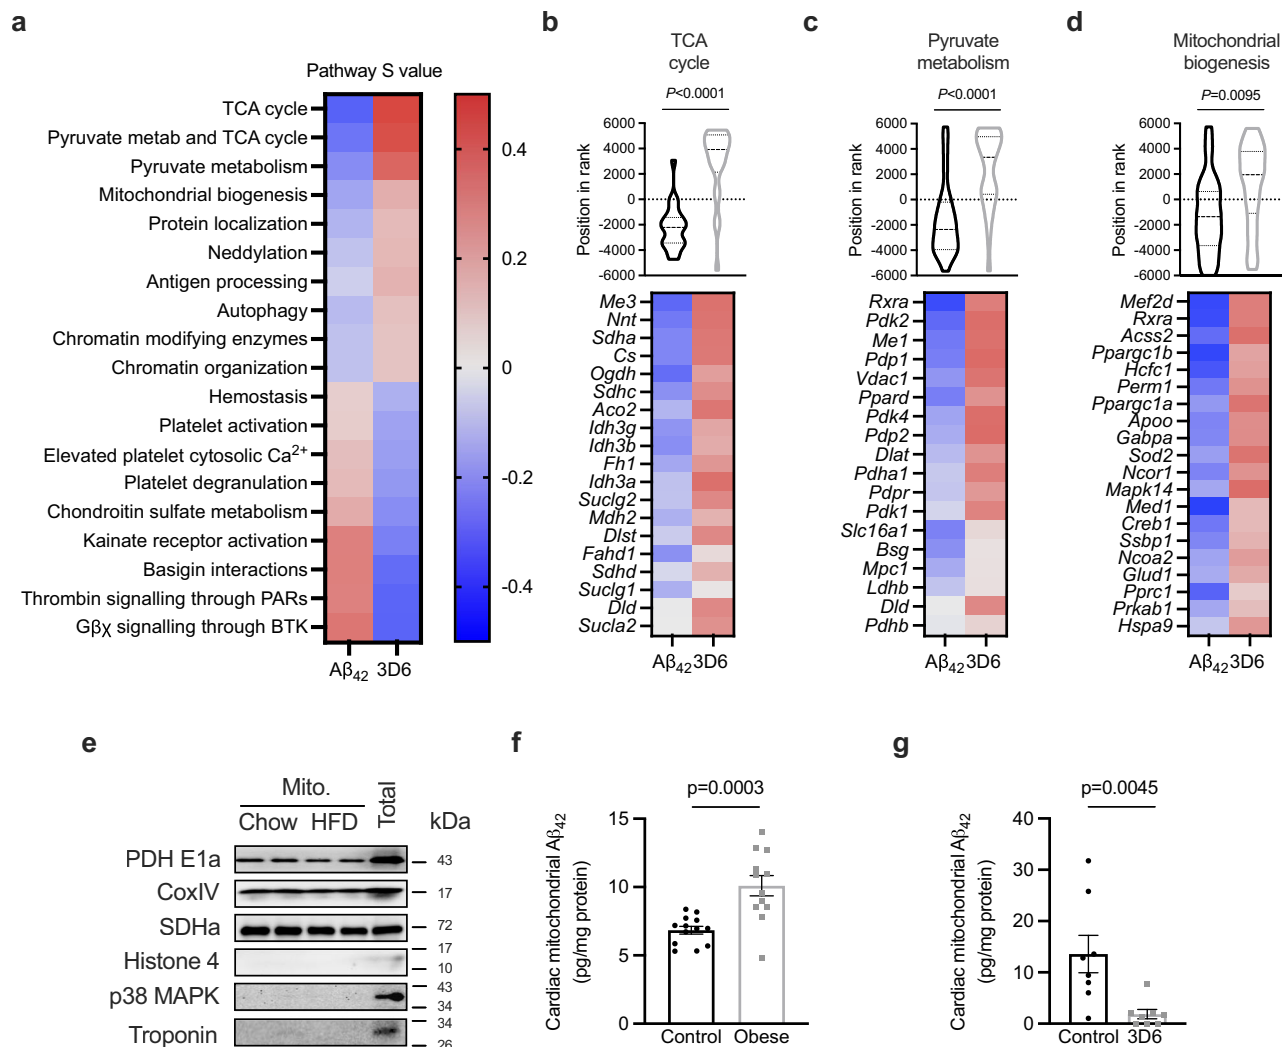 a
Pathway S value
TCA cycle
Pyruvate metab and TCA cycle
Pyruvate metabolism
Mitochondrial biogenesis
Protein localization
Neddylation
Antigen processing
Autophagy
Chromatin modifying enzymes
Chromatin organization
Hemostasis
Platelet activation
Elevated platelet cytosolic Ca²⁺
Platelet degranulation
Chondroitin sulfate metabolism
Kainate receptor activation
Basigin interactions
Thrombin signalling through PARs
Gβχ signalling through BTK
Aβ₄₂ 3D6
0.4
0.2
0
-0.2
-0.4
b
TCA
cycle
P<0.0001
Position in rank
6000
4000
2000
0
-2000
-4000
-6000
Me3
Nnt
Sdha
Cs
Ogdh
Sdhc
Aco2
Idh3g
Idh3b
Fh1
Idh3a
Suclg2
Mdh2
Dlst
Fahd1
Sdhd
Suclg1
Dld
Sucla2
Aβ₄₂ 3D6
c
Pyruvate
metabolism
P<0.0001
Position in rank
6000
4000
2000
0
-2000
-4000
-6000
Rxra
Pdk2
Me1
Pdp1
Vdac1
Ppard
Pdk4
Pdp2
Dlat
Pdha1
Pdpr
Pdk1
Slc16a1
Bsg
Mpc1
Ldhb
Dld
Pdhb
Aβ₄₂ 3D6
d
Mitochondrial
biogenesis
P=0.0095
Position in rank
6000
4000
2000
0
-2000
-4000
-6000
Mef2d
Rxra
Acss2
Ppargc1b
Hcfc1
Perm1
Ppargc1a
Apoo
Gabpa
Sod2
Ncor1
Mapk14
Med1
Creb1
Ssbp1
Ncoa2
Glud1
Pprc1
Prkab1
Hspa9
Aβ₄₂ 3D6
e
Mito.
Chow HFD
Total
kDa
PDH E1a
43
CoxIV
17
SDHa
72
Histone 4
17
10
p38 MAPK
43
34
Troponin
34
26
f
p=0.0003
Cardiac mitochondrial Aβ₄₂
(pg/mg protein)
15
10
5
0
Control Obese
g
p=0.0045
Cardiac mitochondrial Aβ₄₂
(pg/mg protein)
40
30
20
10
0
Control 3D6